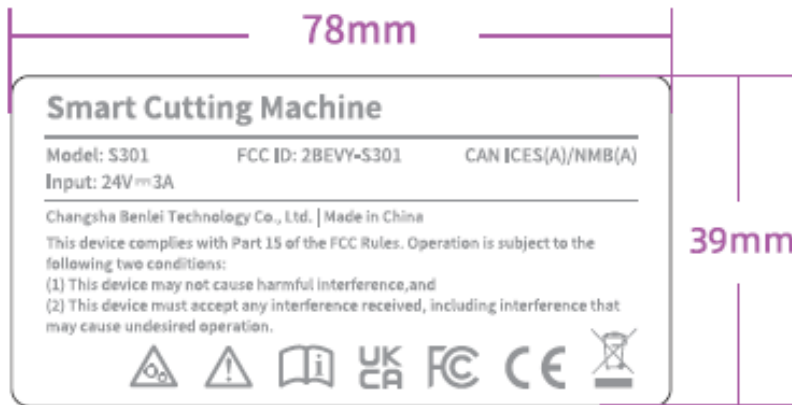 78mm
Smart Cutting Machine
Model: S301 FCC ID: 2BEVY-S301 CAN ICES(A)/NMB(A)
Input: 24V⎓3A
39mm
Changsha Benlei Technology Co., Ltd. | Made in China
This device complies with Part 15 of the FCC Rules. Operation is subject to the
following two conditions:
(1) This device may not cause harmful interference,and
(2) This device must accept any interference received, including interference that
may cause undesired operation.
UK
CA FC CE